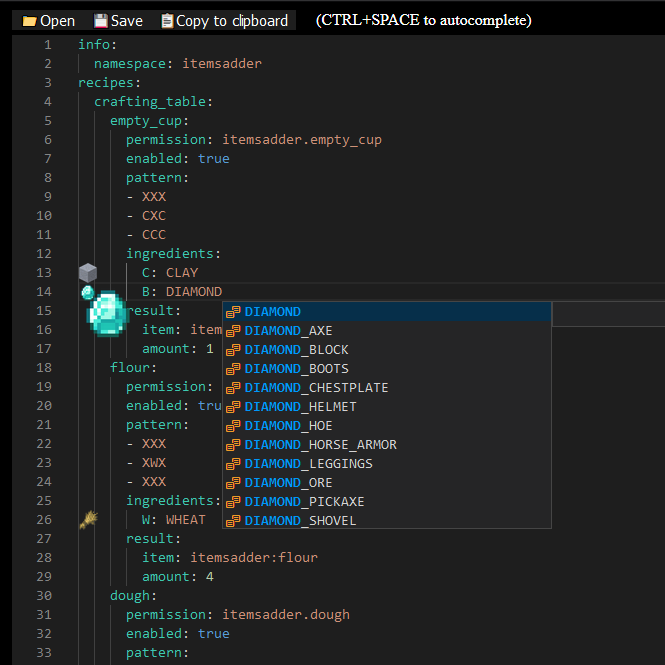 Open Save Copy to clipboard (CTRL+SPACE to autocomplete)
1 info:
2 namespace: itemsadder
3 recipes:
4 crafting_table:
5 empty_cup:
6 permission: itemsadder.empty_cup
7 enabled: true
8 pattern:
9 - XXX
10 - CXC
11 - CCC
12 ingredients:
13 C: CLAY
14 B: DIAMOND
15 result: DIAMOND
16 item: item DIAMOND_AXE
17 amount: 1 DIAMOND_BLOCK
18 flour: DIAMOND_BOOTS
19 permission: DIAMOND_CHESTPLATE
20 enabled: tru DIAMOND_HELMET
21 pattern: DIAMOND_HOE
22 - XXX DIAMOND_HORSE_ARMOR
23 - XWX DIAMOND_LEGGINGS
24 - XXX DIAMOND_ORE
25 ingredients: DIAMOND_PICKAXE
26 W: WHEAT DIAMOND_SHOVEL
27 result:
28 item: itemsadder:flour
29 amount: 4
30 dough:
31 permission: itemsadder.dough
32 enabled: true
33 pattern: